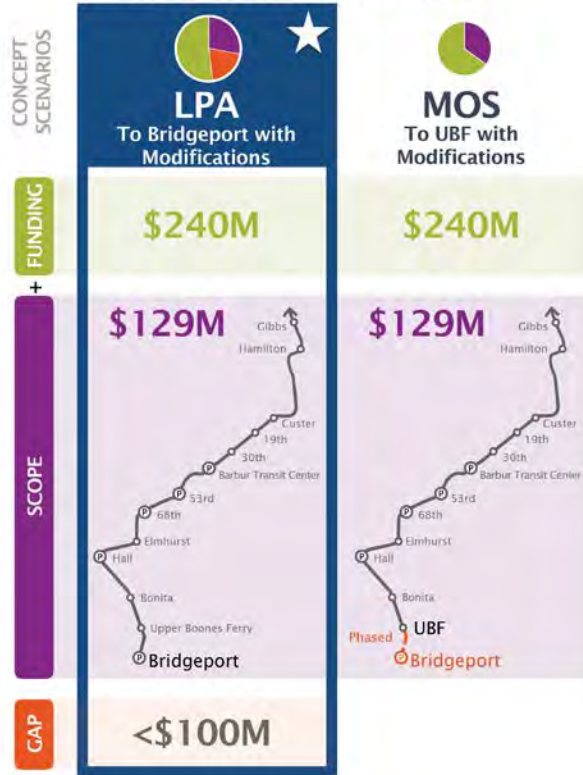 CONCEPT
SCENARIOS
LPA
To Bridgeport with
Modifications
MOS
To UBF with
Modifications
FUNDING
$240M
$240M
+
SCOPE
$129M
Gibbs
Hamilton
Custer
19th
30th
P
Barbur Transit Center
P
53rd
P
68th
Elmhurst
P
Hall
Bonita
Upper Boones Ferry
P
Bridgeport
$129M
Gibbs
Hamilton
Custer
19th
30th
P
Barbur Transit Center
P
53rd
P
68th
Elmhurst
P
Hall
Bonita
UBF
Phased
P
Bridgeport
GAP
<$100M